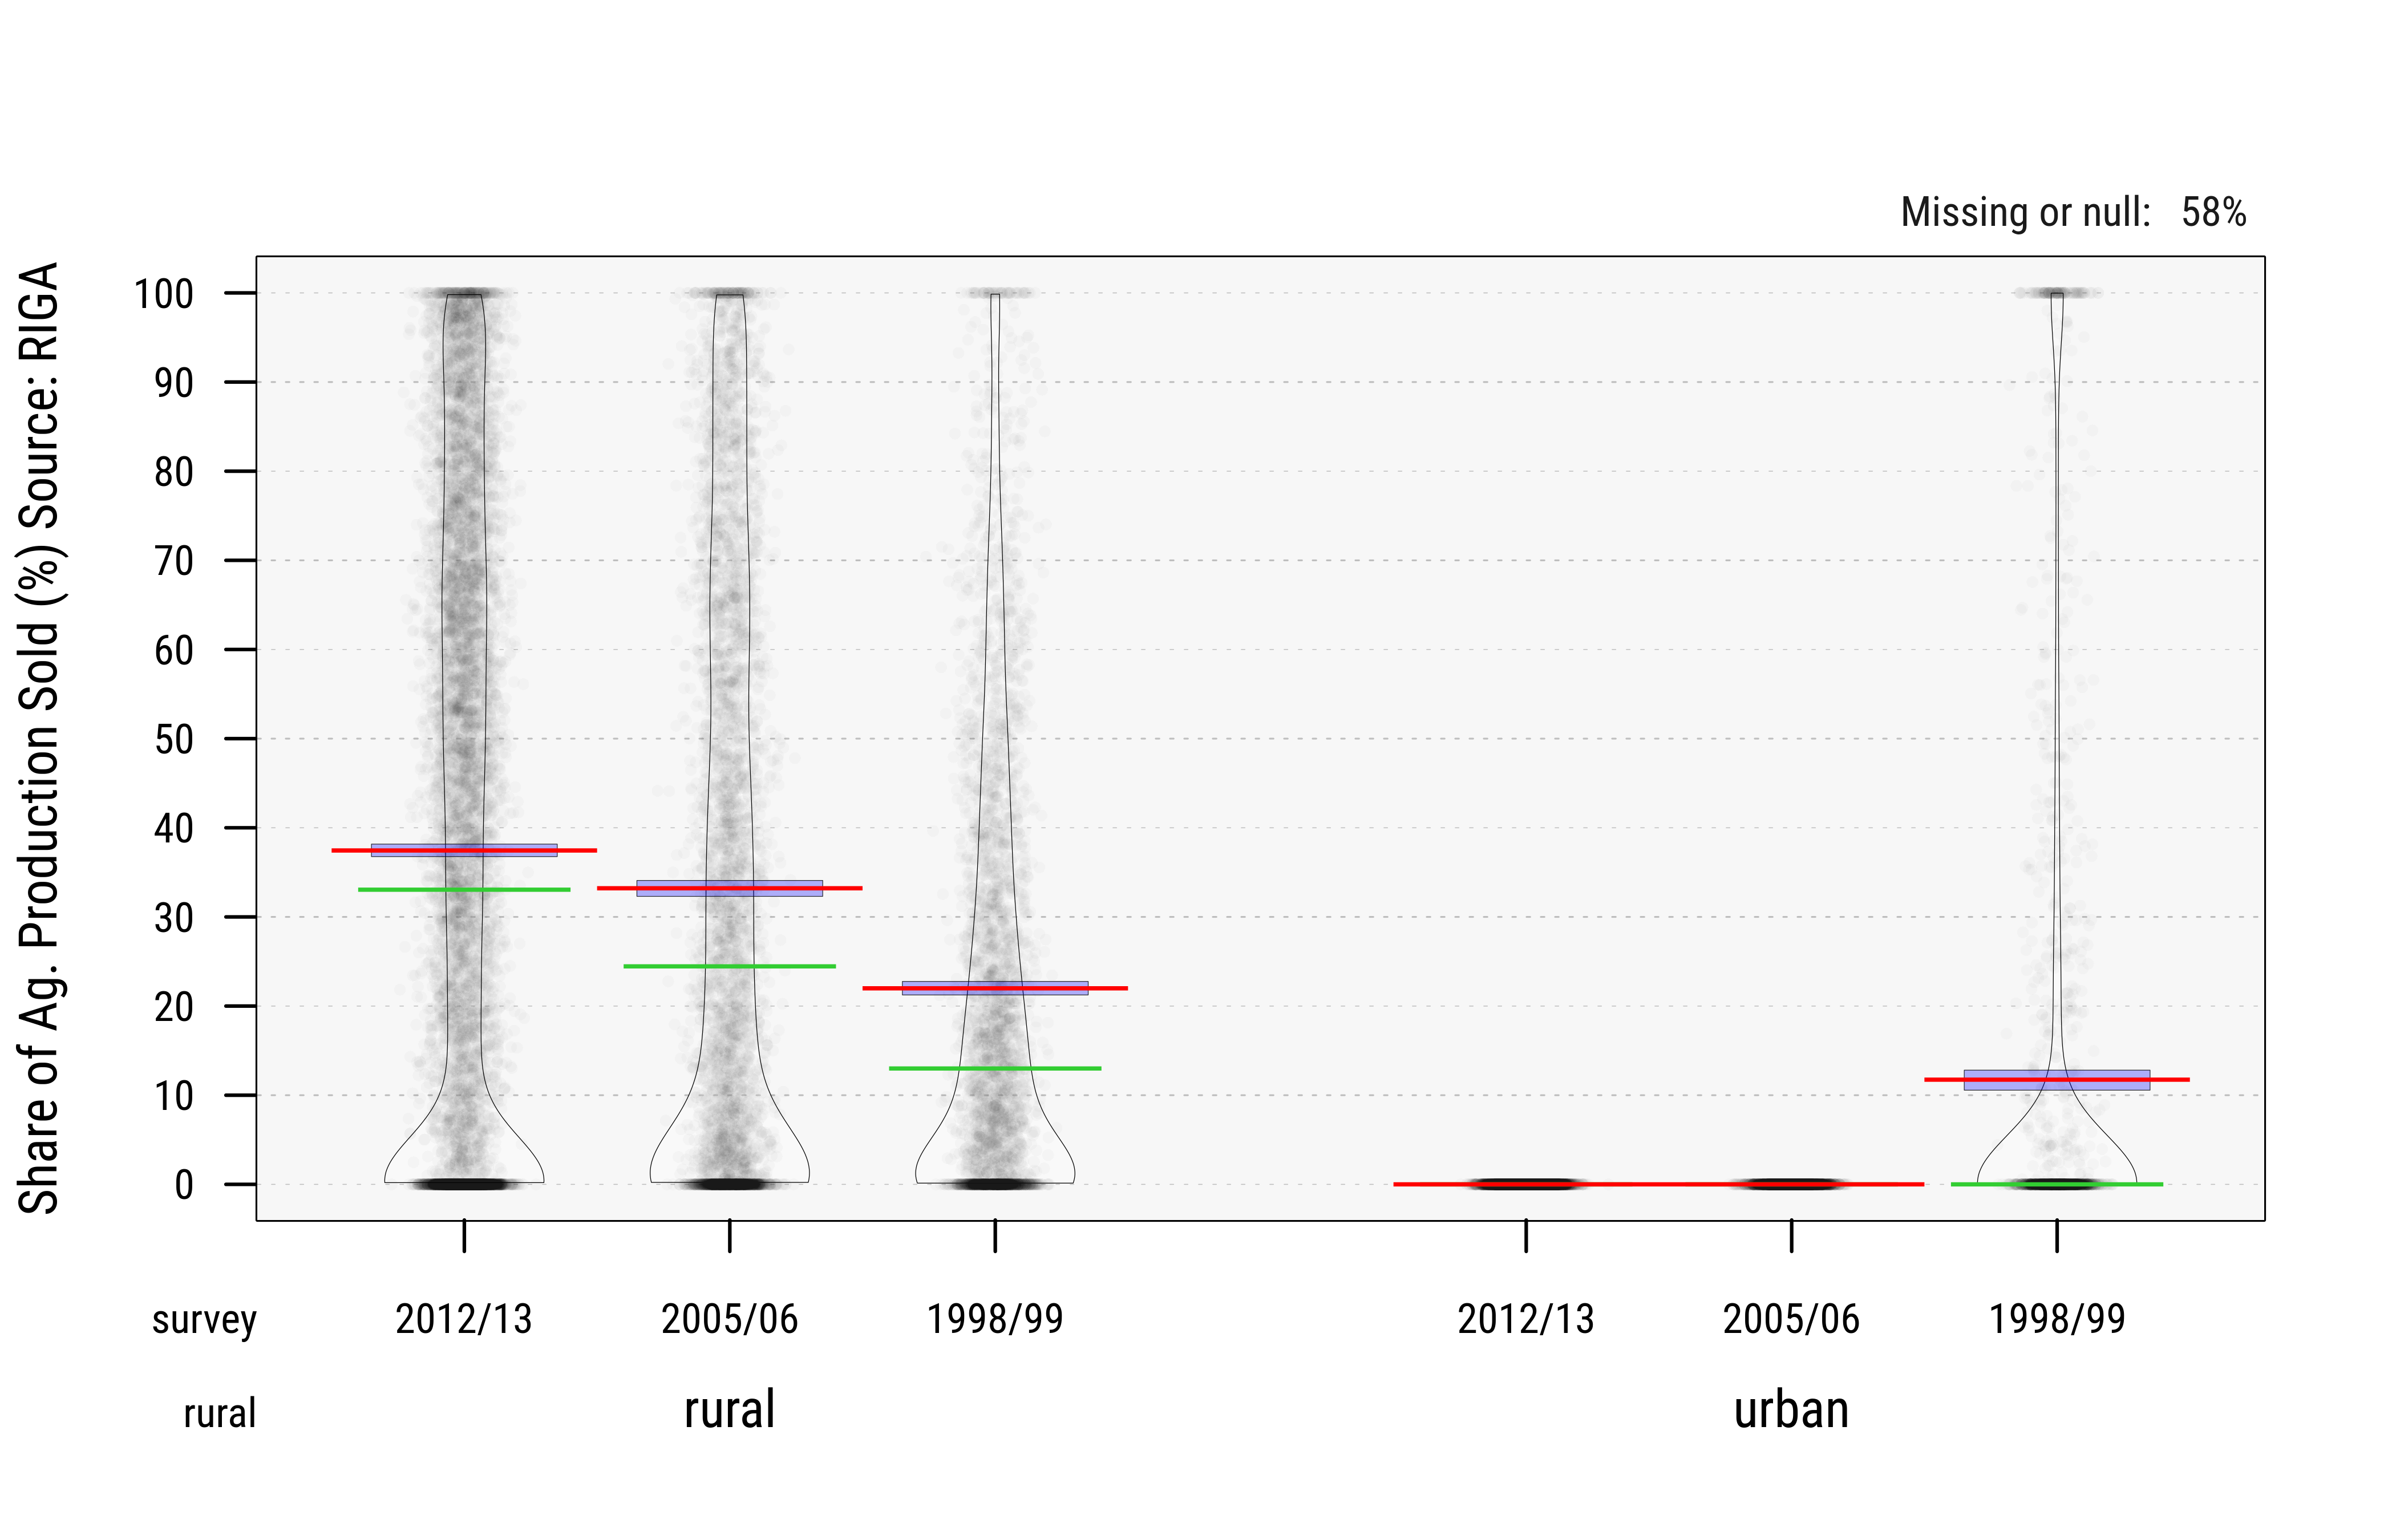 Missing or null: 58%
Share of Ag. Production Sold (%) Source: RIGA
100
90
80
70
60
50
40
30
20
10
0
survey 2012/13 2005/06 1998/99 2012/13 2005/06 1998/99
rural rural urban